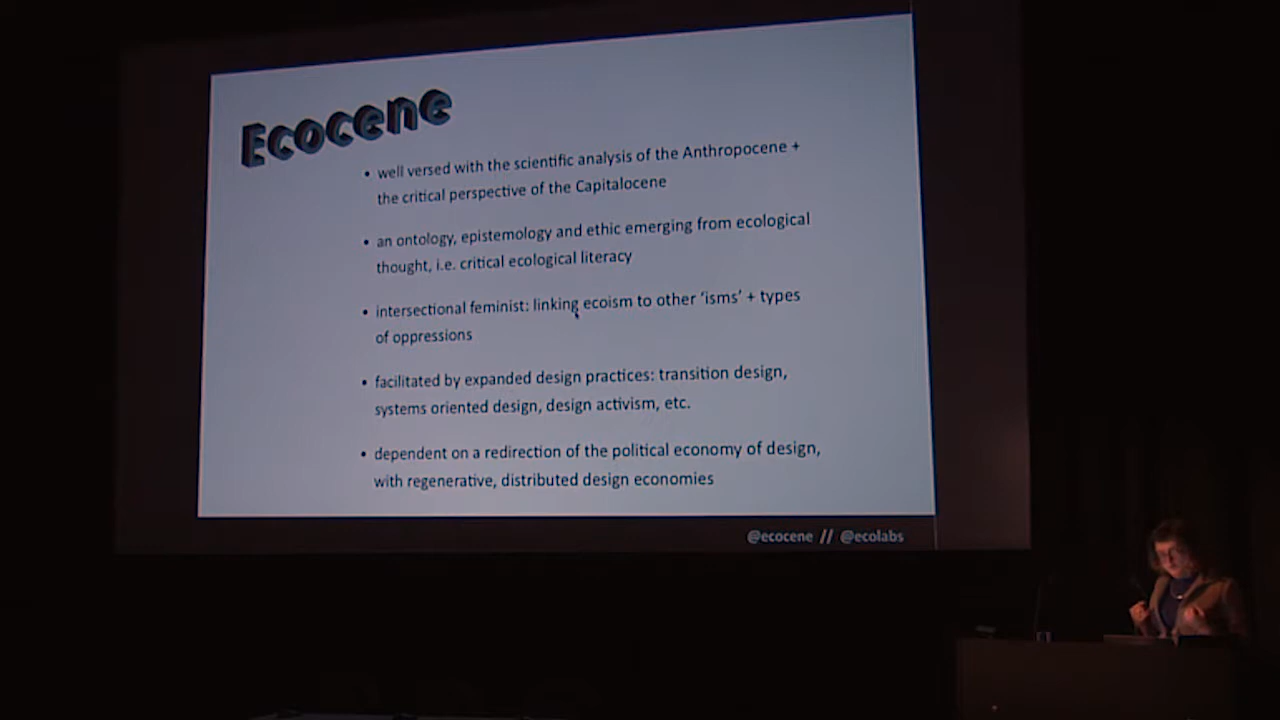 Ecocene
• well versed with the scientific analysis of the Anthropocene +
the critical perspective of the Capitalocene
• an ontology, epistemology and ethic emerging from ecological
thought, i.e. critical ecological literacy
• intersectional feminist: linking ecoism to other ‘isms’ + types
of oppressions
• facilitated by expanded design practices: transition design,
systems oriented design, design activism, etc.
• dependent on a redirection of the political economy of design,
with regenerative, distributed design economies
@ecocene // @ecolabs